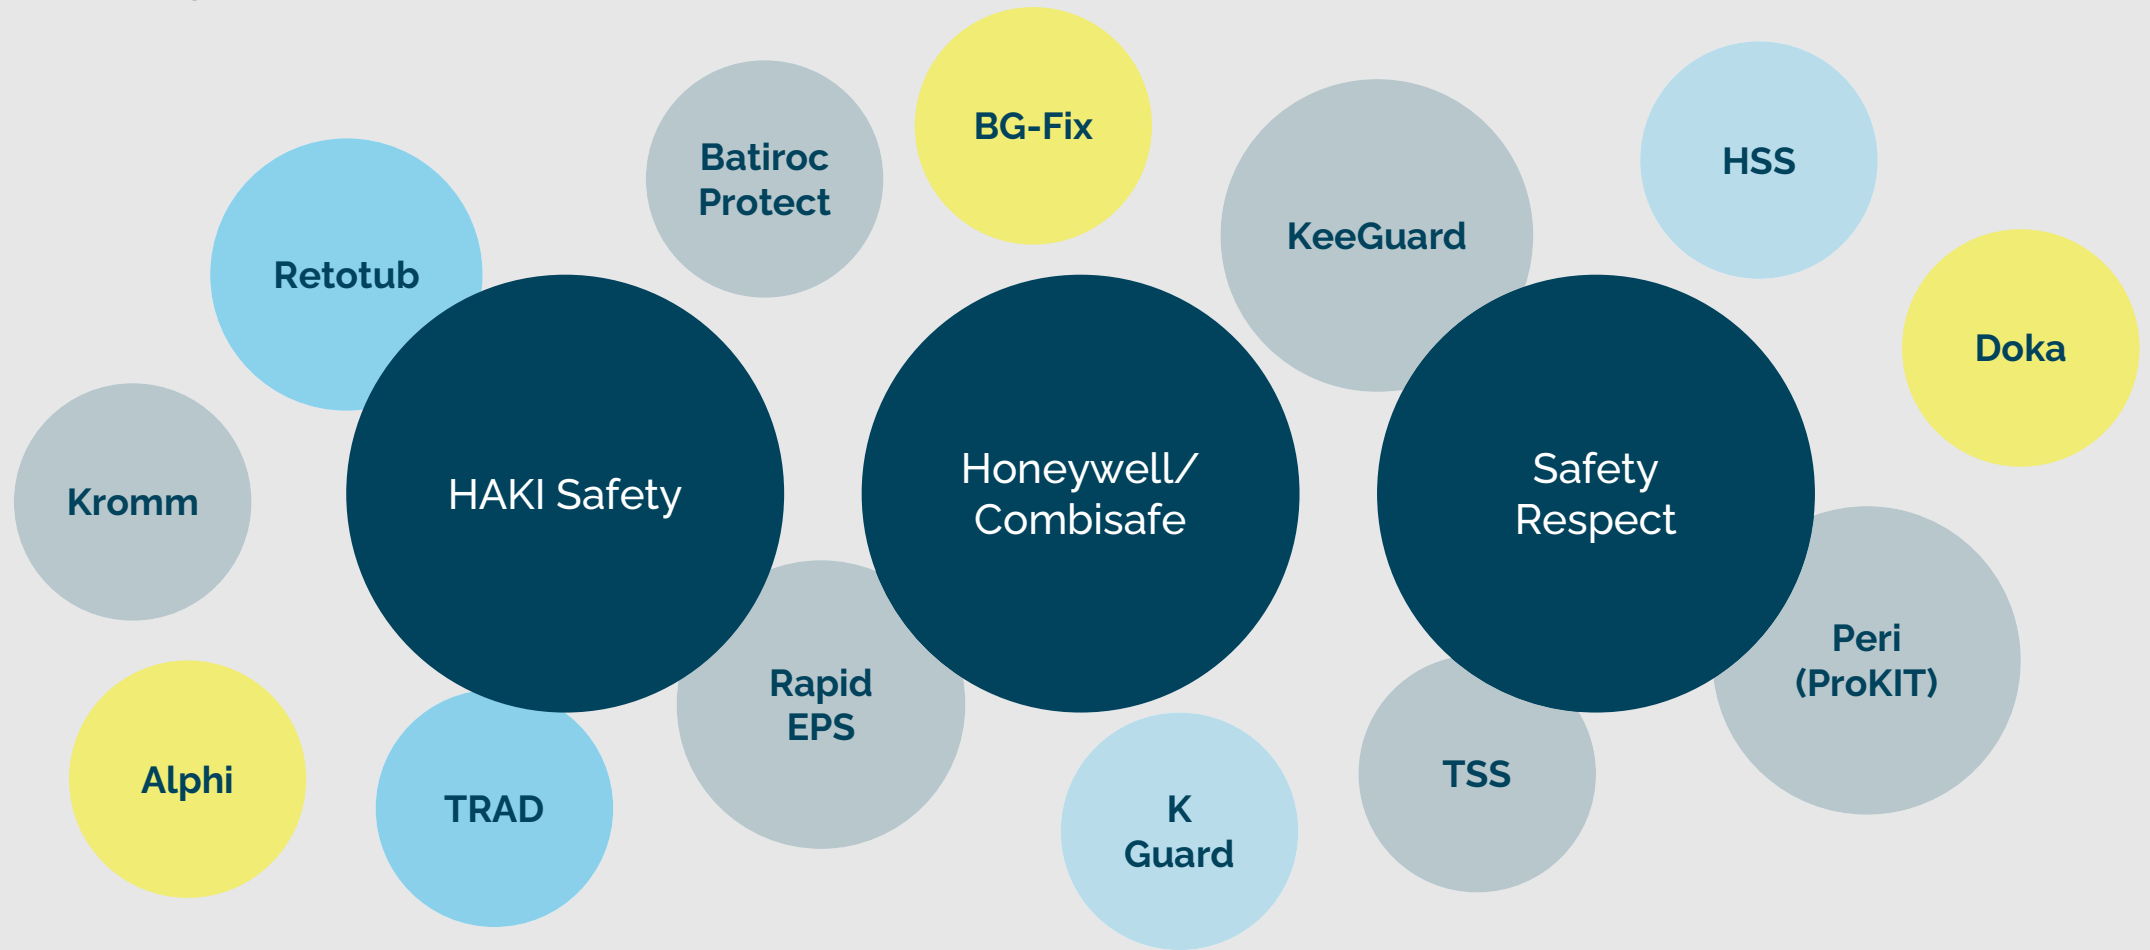 BG-Fix
Batiroc
Protect
HSS
KeeGuard
Retotub
Doka
HAKI Safety
Honeywell/
Combisafe
Safety
Respect
Kromm
Peri
(ProKIT)
Rapid
EPS
Alphi
TRAD
TSS
K
Guard